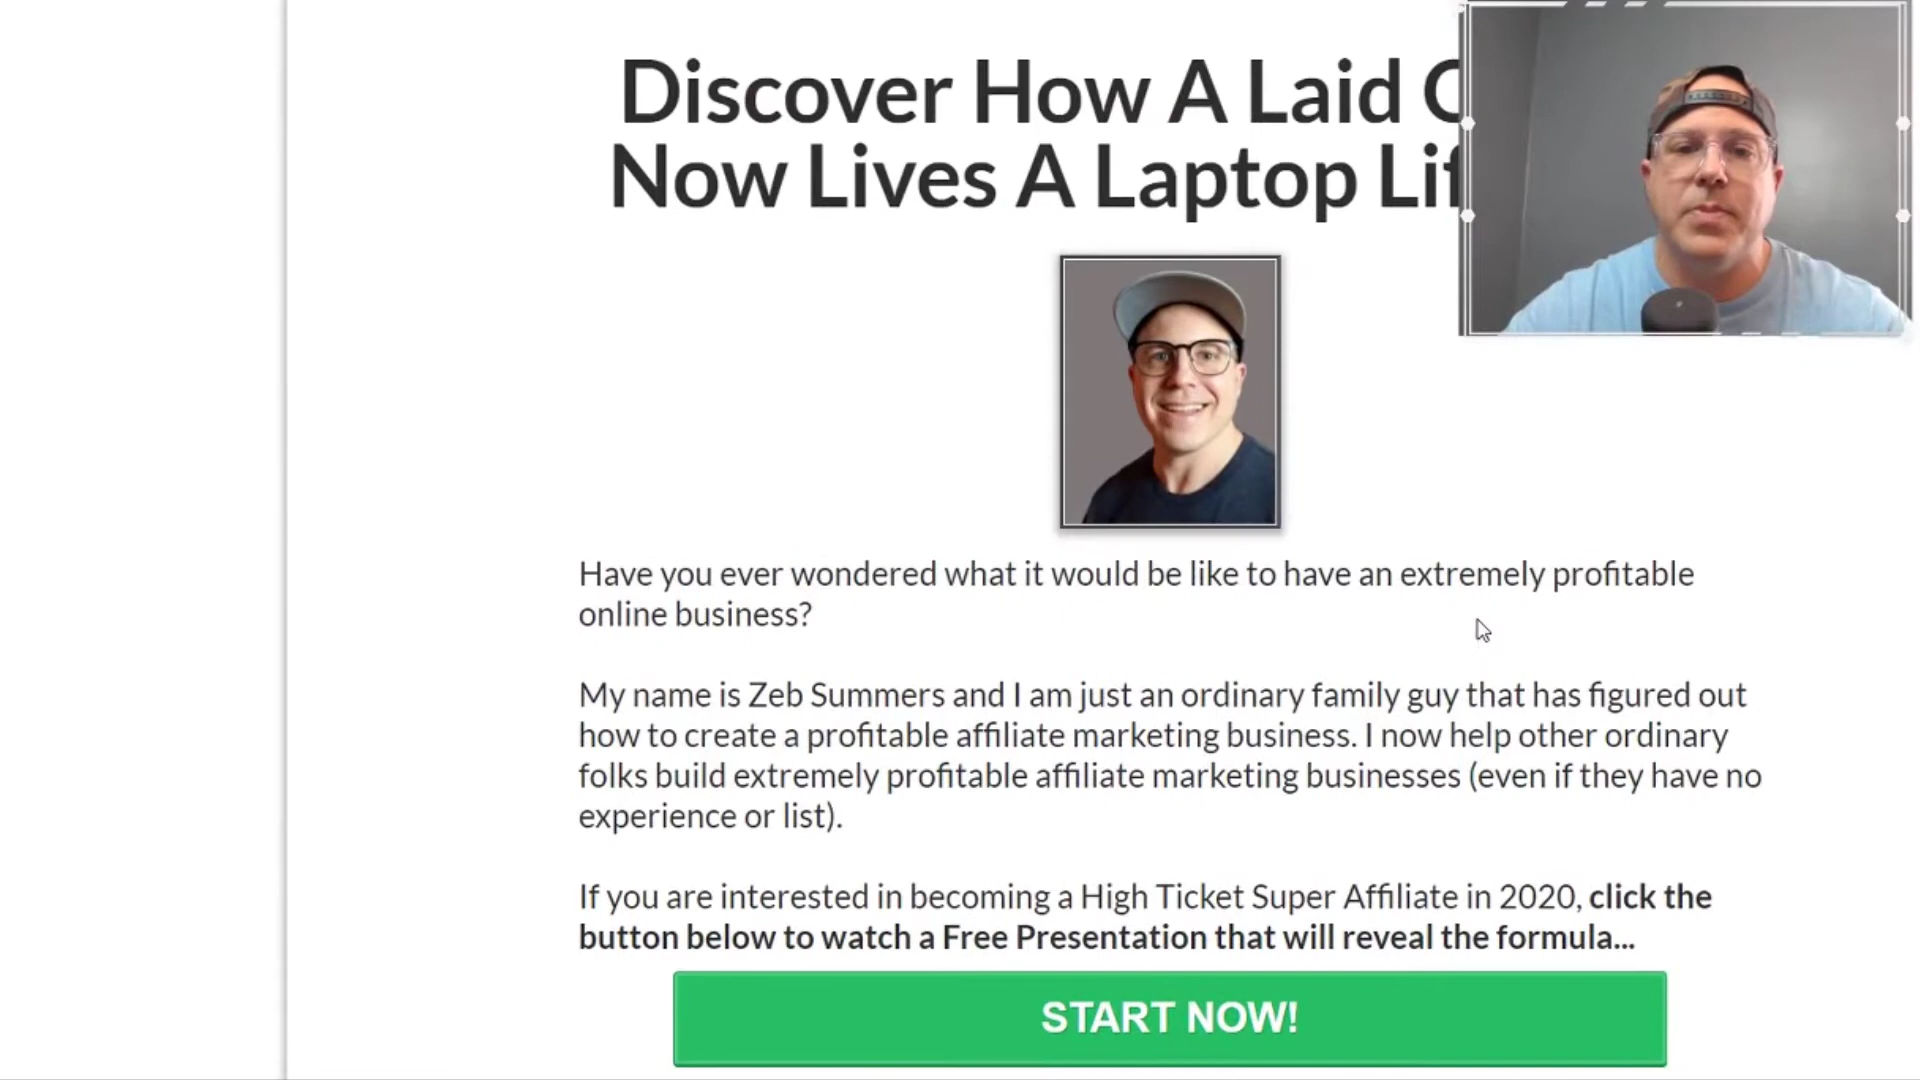 Discover How A Laid
Now Lives A Laptop
Have you ever wondered what it would be like to have an extremely profitable
online business?
My name is Zeb Summers and I am just an ordinary family guy that has figured out
how to create a profitable affiliate marketing business. I now help other ordinary
folks build extremely profitable affiliate marketing businesses (even if they have no
experience or list).
If you are interested in becoming a High Ticket Super Affiliate in 2020, click the
button below to watch a Free Presentation that will reveal the formula...
START NOW!